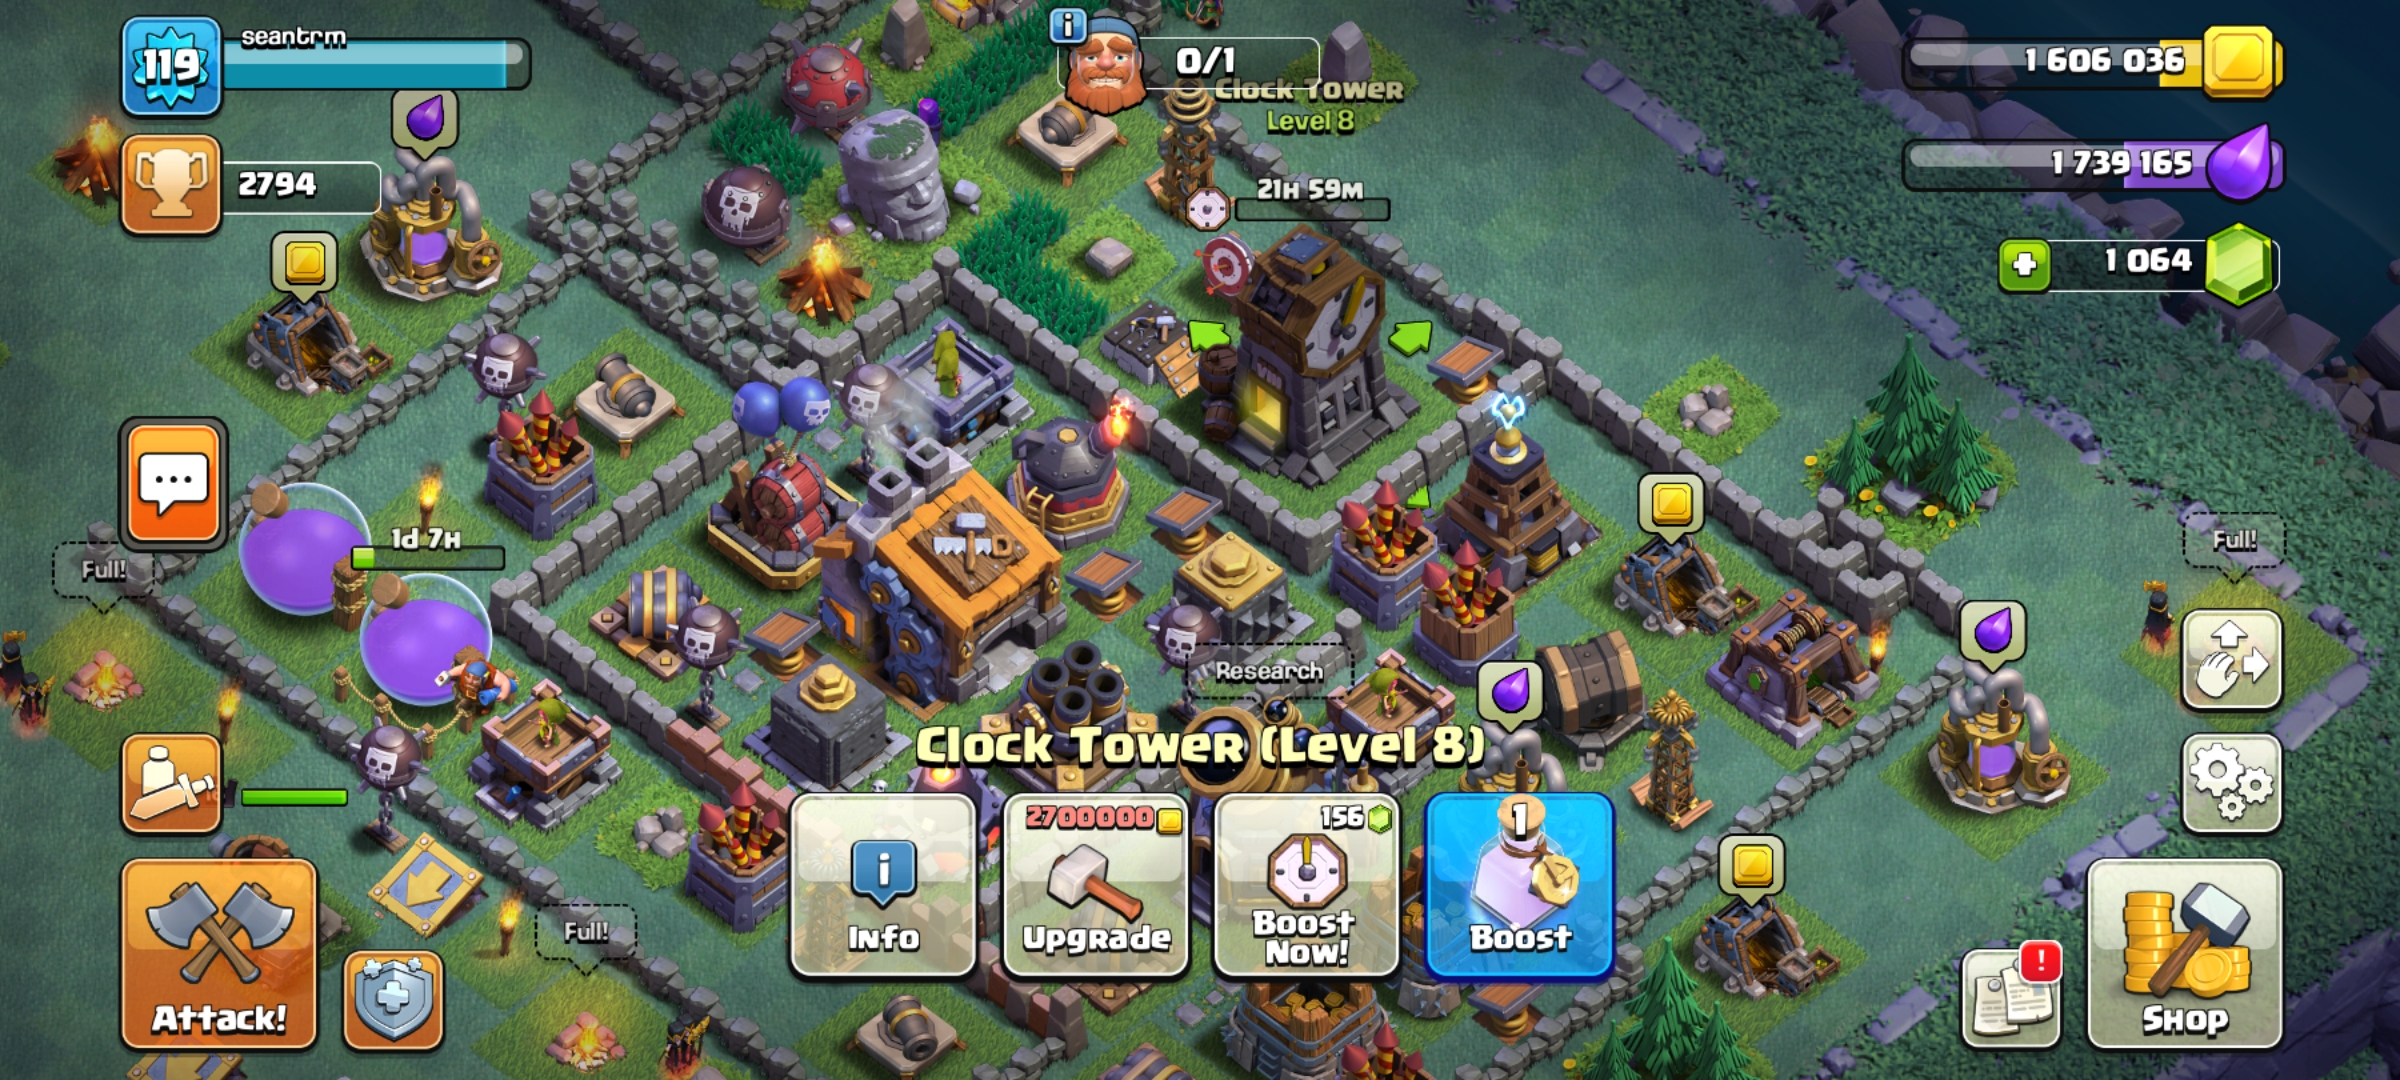 119
seantrm
0/1
1 606 036
Clock Tower
Level 8
2794
1 739 165
21H 59M
1 064
1d 7H
Full!
Full!
Research
Clock Tower (Level 8)
2700000
156
1
Info
Upgrade
Boost
Now!
Boost
Full!
Attack!
!
Shop